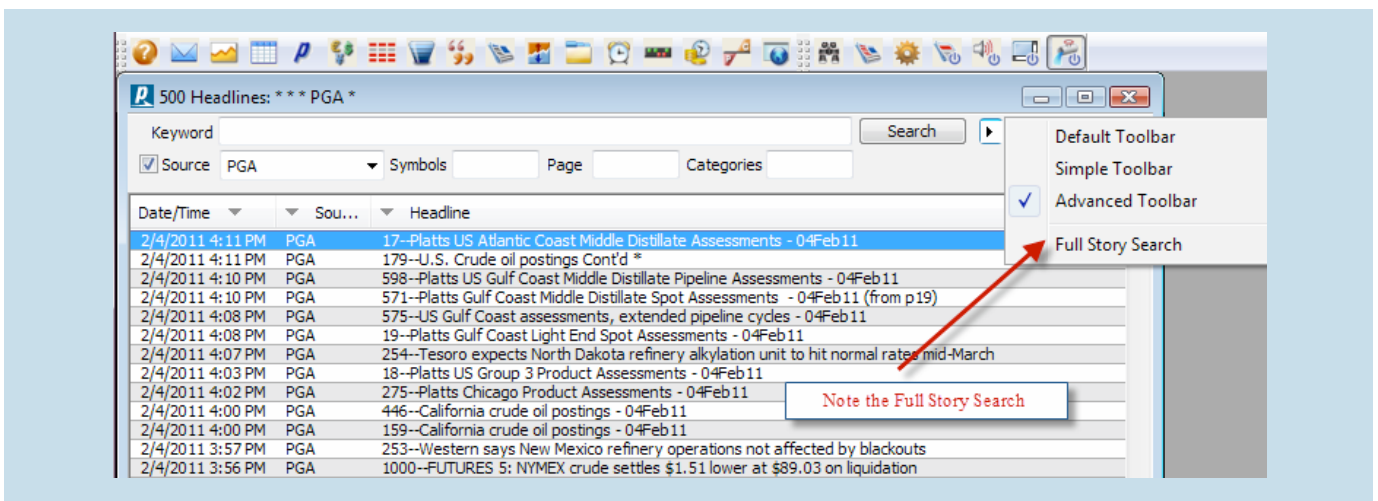 500 Headlines: * * * PGA *
Keyword Search
Default Toolbar
Source PGA Symbols Page Categories
Simple Toolbar
Advanced Toolbar
Date/Time Sou... Headline
Full Story Search
2/4/2011 4:11 PM PGA 17--Platts US Atlantic Coast Middle Distillate Assessments - 04Feb11
2/4/2011 4:11 PM PGA 179--U.S. Crude oil postings Cont'd *
2/4/2011 4:10 PM PGA 598--Platts US Gulf Coast Middle Distillate Pipeline Assessments - 04Feb11
2/4/2011 4:10 PM PGA 571--Platts Gulf Coast Middle Distillate Spot Assessments - 04Feb11 (from p19)
2/4/2011 4:08 PM PGA 575--US Gulf Coast assessments, extended pipeline cycles - 04Feb11
2/4/2011 4:08 PM PGA 19--Platts Gulf Coast Light End Spot Assessments - 04Feb11
2/4/2011 4:07 PM PGA 254--Tesoro expects North Dakota refinery alkylation unit to hit normal rates mid-March
2/4/2011 4:03 PM PGA 18--Platts US Group 3 Product Assessments - 04Feb11
2/4/2011 4:02 PM PGA 275--Platts Chicago Product Assessments - 04Feb11
Note the Full Story Search
2/4/2011 4:00 PM PGA 446--California crude oil postings - 04Feb11
2/4/2011 4:00 PM PGA 159--California crude oil postings - 04Feb11
2/4/2011 3:57 PM PGA 253--Western says New Mexico refinery operations not affected by blackouts
2/4/2011 3:56 PM PGA 1000--FUTURES 5: NYMEX crude settles $1.51 lower at $89.03 on liquidation